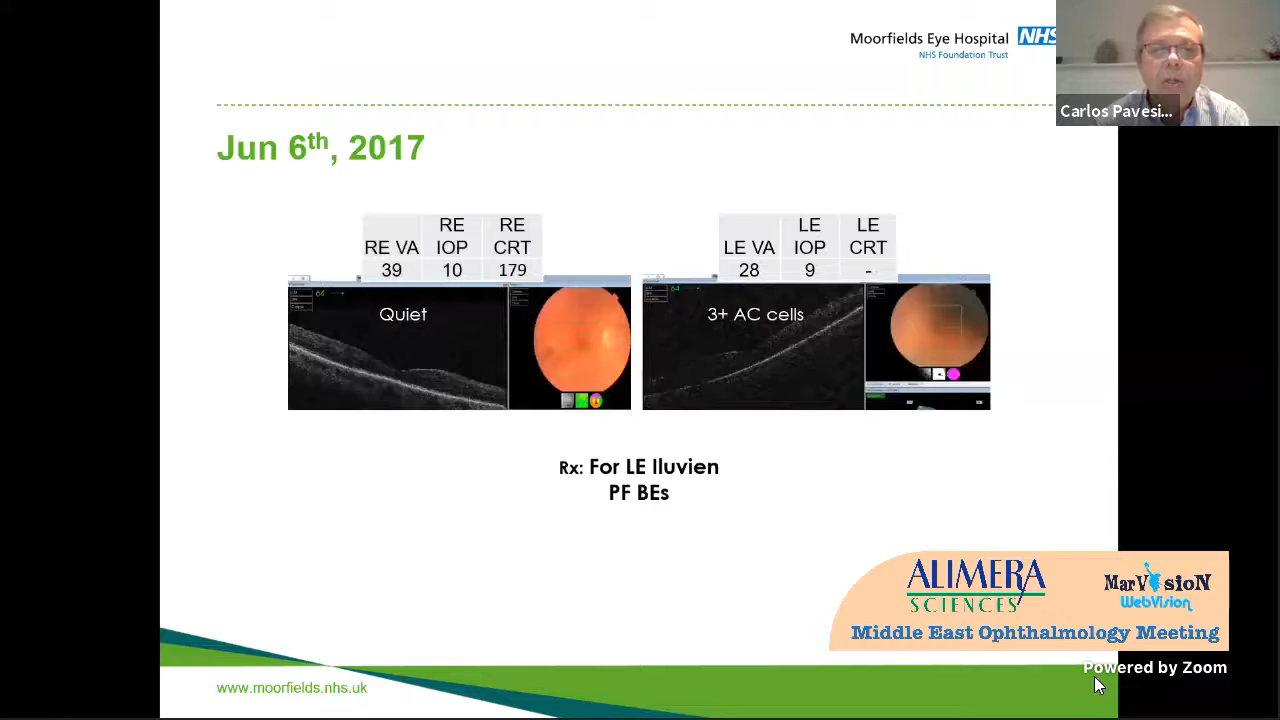 Moorfields Eye Hospital NHS
NHS Foundation Trust
Carlos Pavesi...
Jun 6th, 2017
RE VA RE IOP RE CRT
39 10 179
LE VA LE IOP LE CRT
28 9 -
64
Quiet
64
3+ AC cells
Rx: For LE Iluvien
PF BEs
ALIMERA
SCIENCES
MarVisioN
WebVision
Middle East Ophthalmology Meeting
Powered by Zoom
www.moorfields.nhs.uk